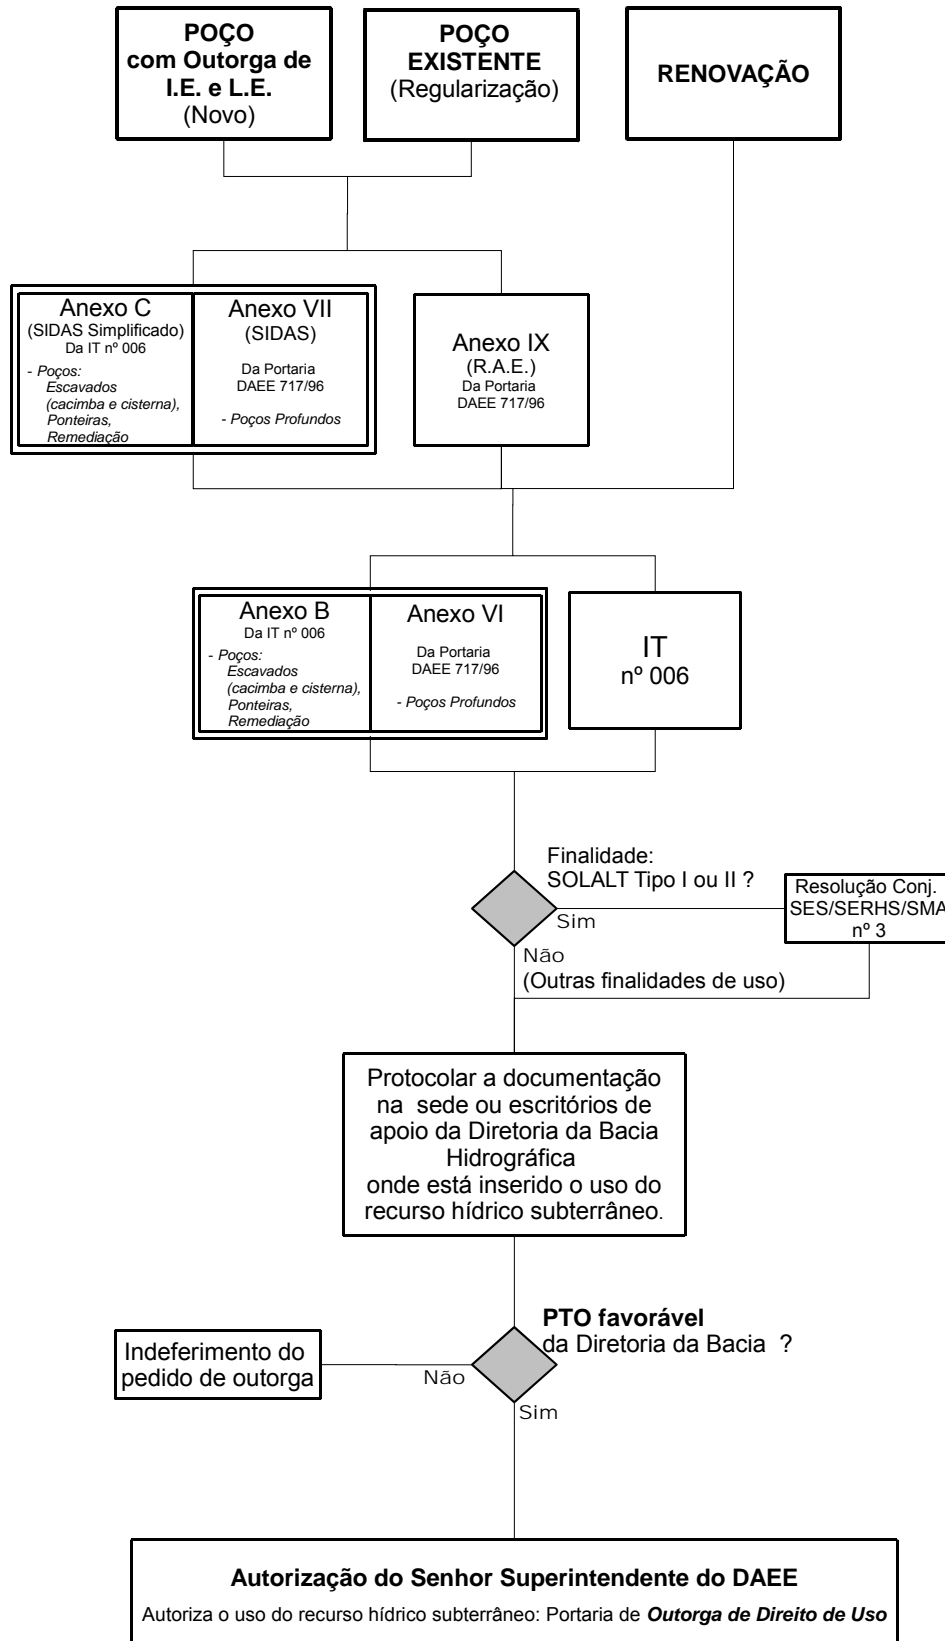 POÇO
com Outorga de
I.E. e L.E.
(Novo)
POÇO
EXISTENTE
(Regularização)
RENOVAÇÃO
Anexo C
(SIDAS Simplificado)
Da IT nº 006
- Poços:
Escavados
(cacimba e cisterna),
Ponteiras,
Remediação
Anexo VII
(SIDAS)
Da Portaria
DAEE 717/96
- Poços Profundos
Anexo IX
(R.A.E.)
Da Portaria
DAEE 717/96
Anexo B
Da IT nº 006
- Poços:
Escavados
(cacimba e cisterna),
Ponteiras,
Remediação
Anexo VI
Da Portaria
DAEE 717/96
- Poços Profundos
IT
nº 006
Finalidade:
SOLALT Tipo I ou II ?
Sim
Resolução Conj.
SES/SERHS/SMA
nº 3
Não
(Outras finalidades de uso)
Protocolar a documentação
na sede ou escritórios de
apoio da Diretoria da Bacia
Hidrográfica
onde está inserido o uso do
recurso hídrico subterrâneo.
PTO favorável
da Diretoria da Bacia ?
Indeferimento do
pedido de outorga
Não
Sim
Autorização do Senhor Superintendente do DAEE
Autoriza o uso do recurso hídrico subterrâneo: Portaria de Outorga de Direito de Uso